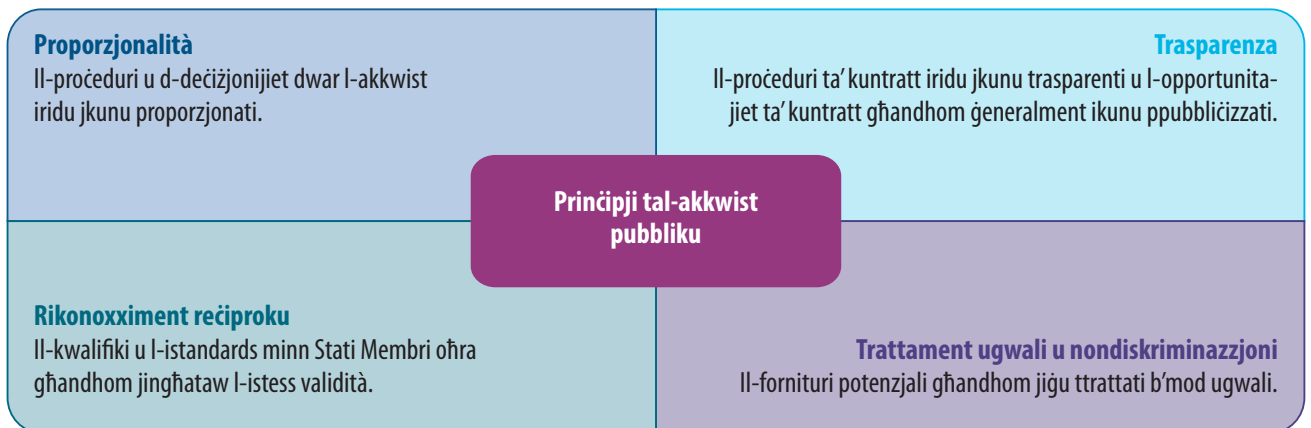 Proporzjonalità
Il-proċeduri u d-deċiżjonijiet dwar l-akkwist
iridu jkunu proporzjonati.
Trasparenza
Il-proċeduri ta’ kuntratt iridu jkunu trasparenti u l-opportunita-
jiet ta’ kuntratt għandhom ġeneralment ikunu ppubbliċizzati.
Prinċipji tal-akkwist
pubbliku
Rikonoxximent reċiproku
Il-kwalifiki u l-istandards minn Stati Membri oħra
għandhom jingħataw l-istess validità.
Trattament ugwali u nondiskriminazzjoni
Il-fornituri potenzjali għandhom jiġu ttrattati b’mod ugwali.